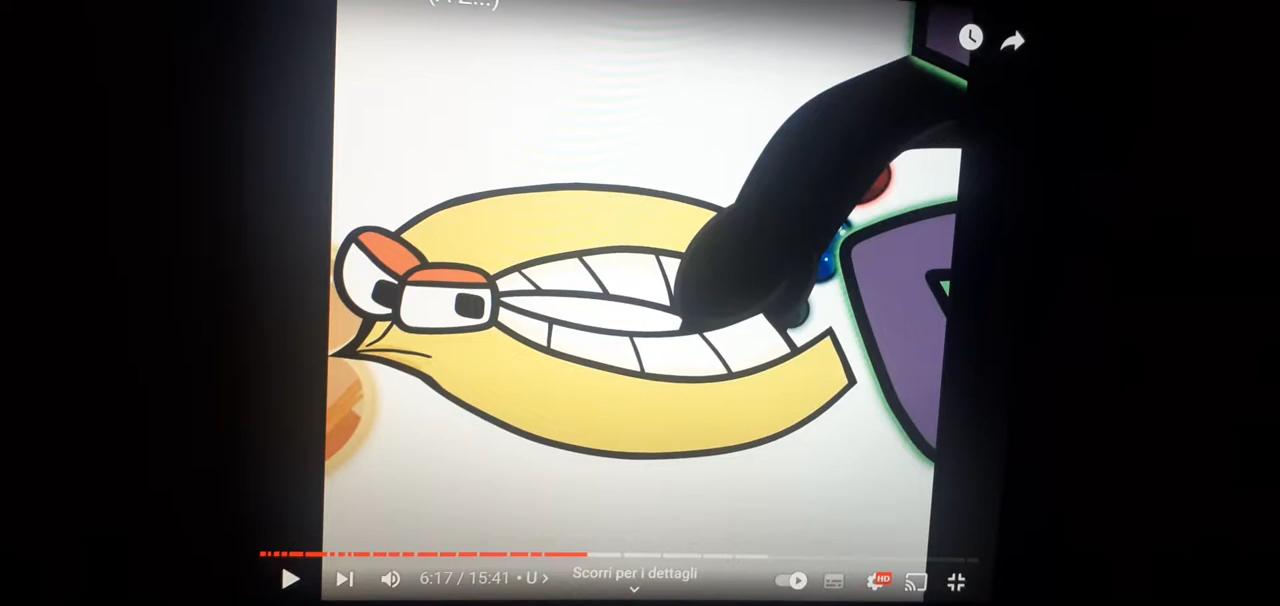 6:17 / 15:41 • U >
Scorri per i dettagli
HD